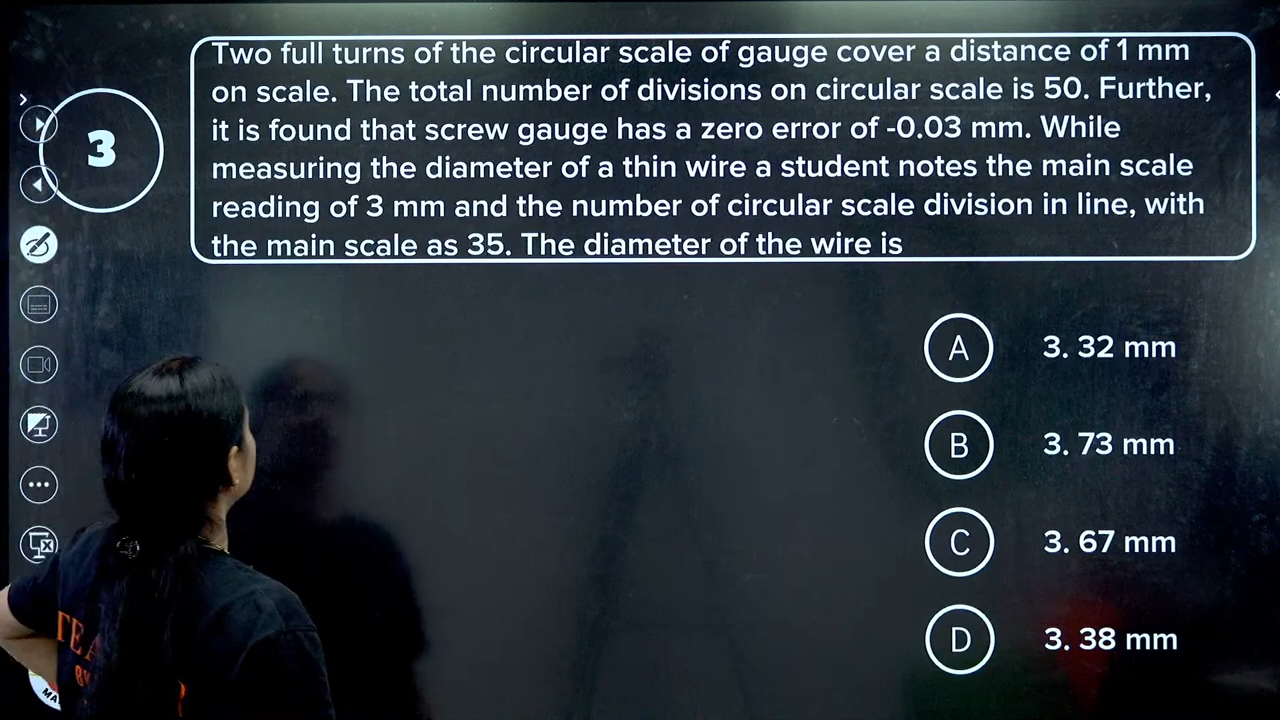 3
Two full turns of the circular scale of gauge cover a distance of 1 mm
on scale. The total number of divisions on circular scale is 50. Further,
it is found that screw gauge has a zero error of -0.03 mm. While
measuring the diameter of a thin wire a student notes the main scale
reading of 3 mm and the number of circular scale division in line, with
the main scale as 35. The diameter of the wire is
A 3. 32 mm
B 3. 73 mm
C 3. 67 mm
D 3. 38 mm